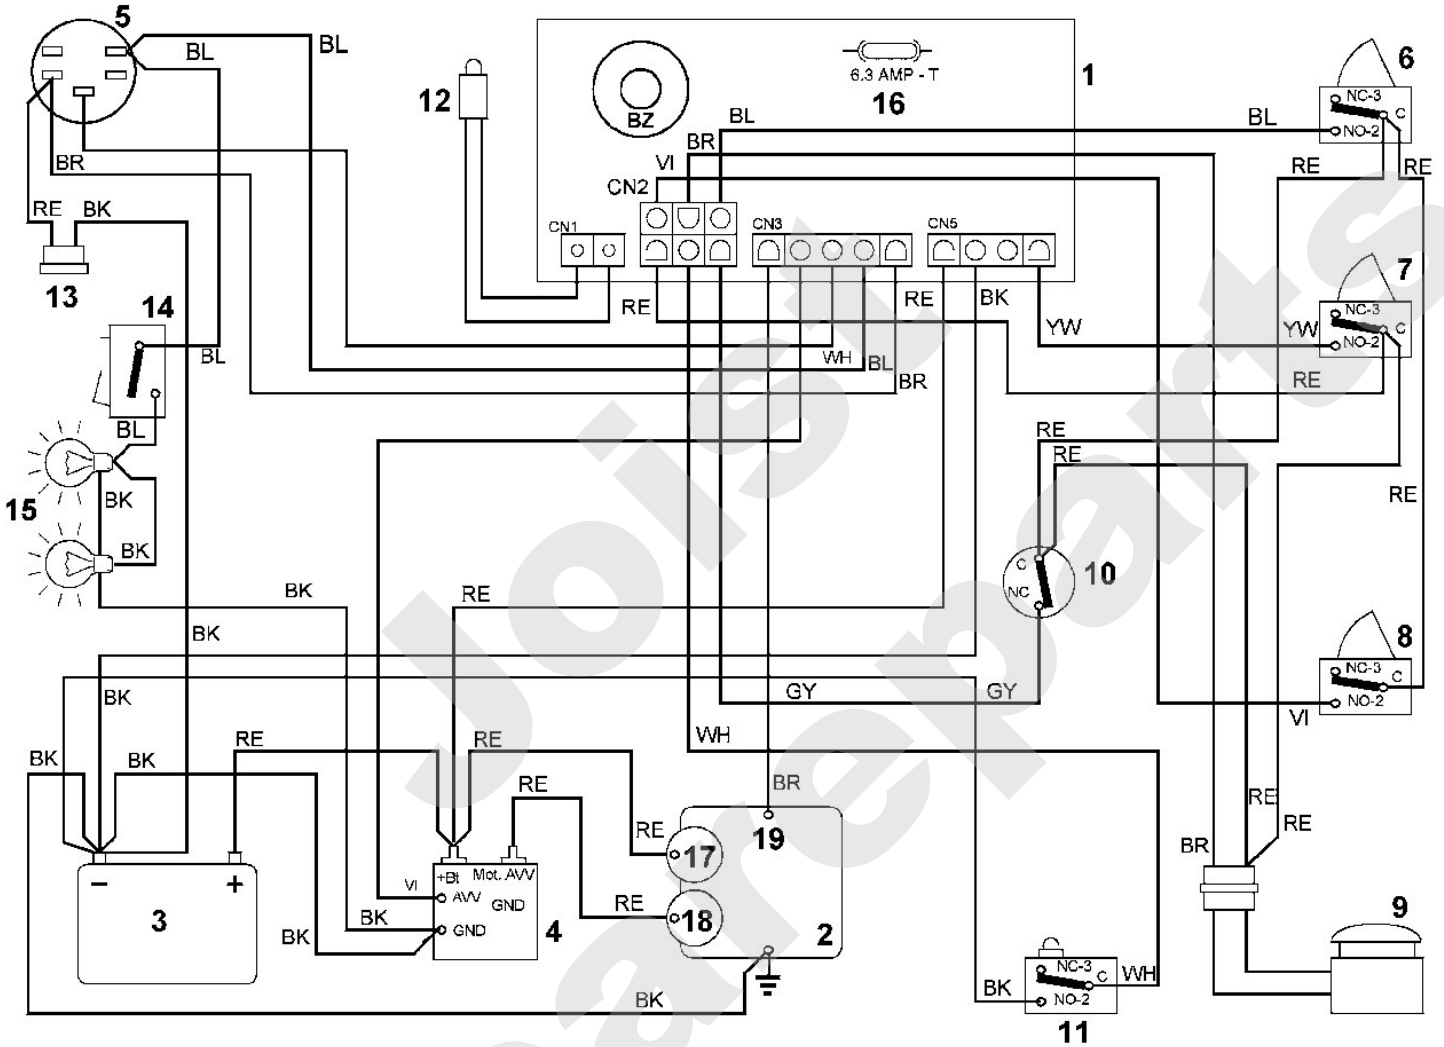 5
BL
BL
12
BZ
6.3 AMP - T
16
1
6
NC-3
C
NO-2
BL
BR
BL
VI
CN2
BR
RE
RE
RE
BK
CN1
CN3
CN5
13
14
RE
RE
BK
YW
7
NC-3
C
NO-2
YW
BL
WH
BL
BR
RE
BL
RE
RE
15
BK
BK
RE
C
NC
10
BK
RE
BK
8
NC-3
C
NO-2
BK
GY
GY
VI
WH
BK
BK
RE
RE
RE
BR
RE
RE
RE
BR
–
+
3
+Bt
Mot. AVV
VI
AVV
GND
BK
GND
BK
4
17
18
19
2
RE
9
NC-3
C
NO-2
WH
BK
BK
11
Joist
Spareparts